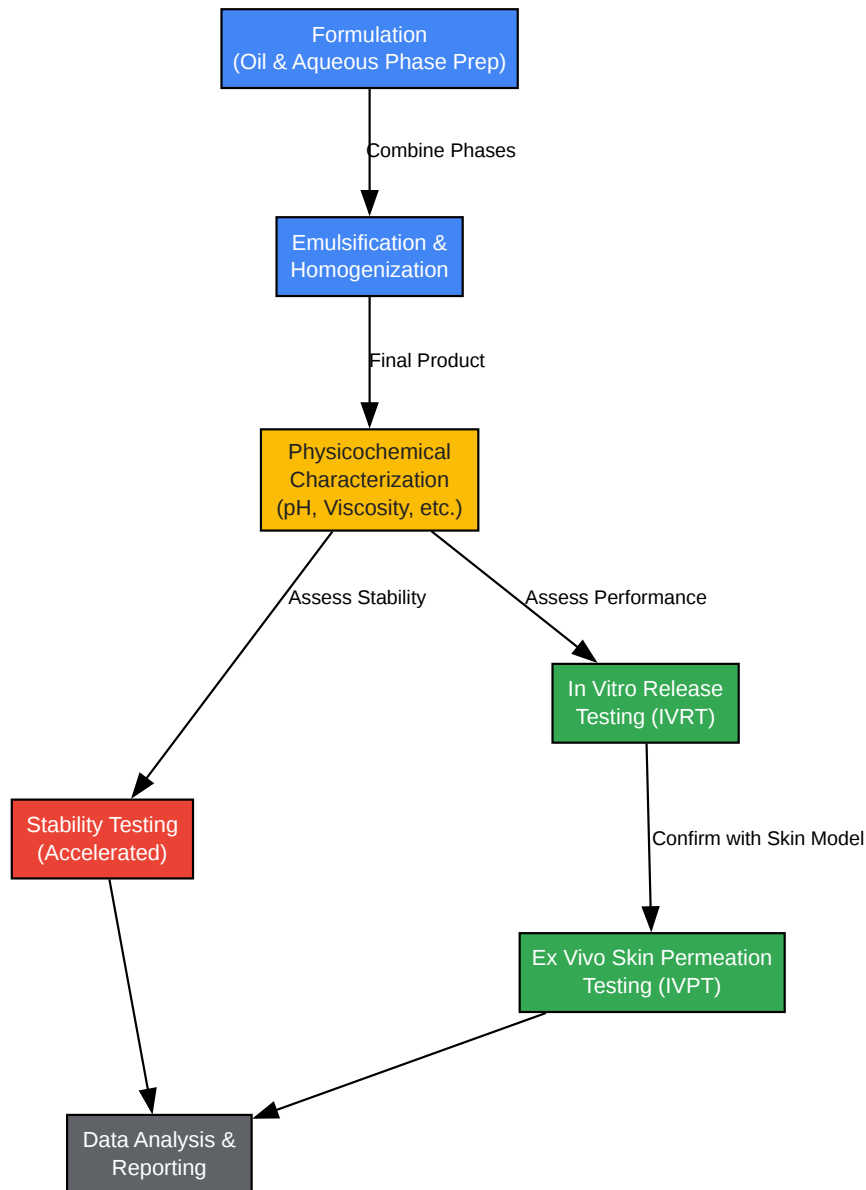 Formulation
(Oil & Aqueous Phase Prep)
Combine Phases
Emulsification &
Homogenization
Final Product
Physicochemical
Characterization
(pH, Viscosity, etc.)
Assess Stability
Assess Performance
In Vitro Release
Testing (IVRT)
Stability Testing
(Accelerated)
Confirm with Skin Model
Ex Vivo Skin Permeation
Testing (IVPT)
Data Analysis &
Reporting